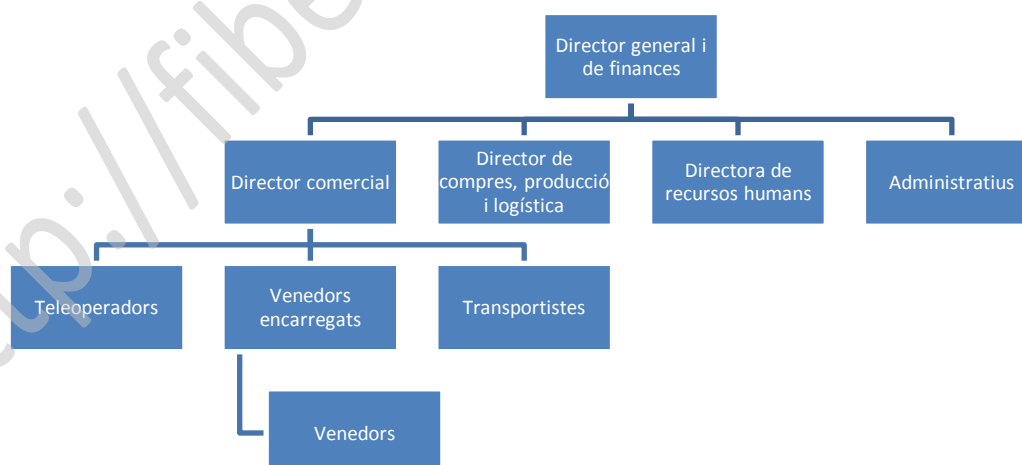 Director general i
de finances
Director comercial
Director de
compres, producció
i logística
Directora de
recursos humans
Administratius
Teleoperadors
Venedors
encarregats
Transportistes
Venedors